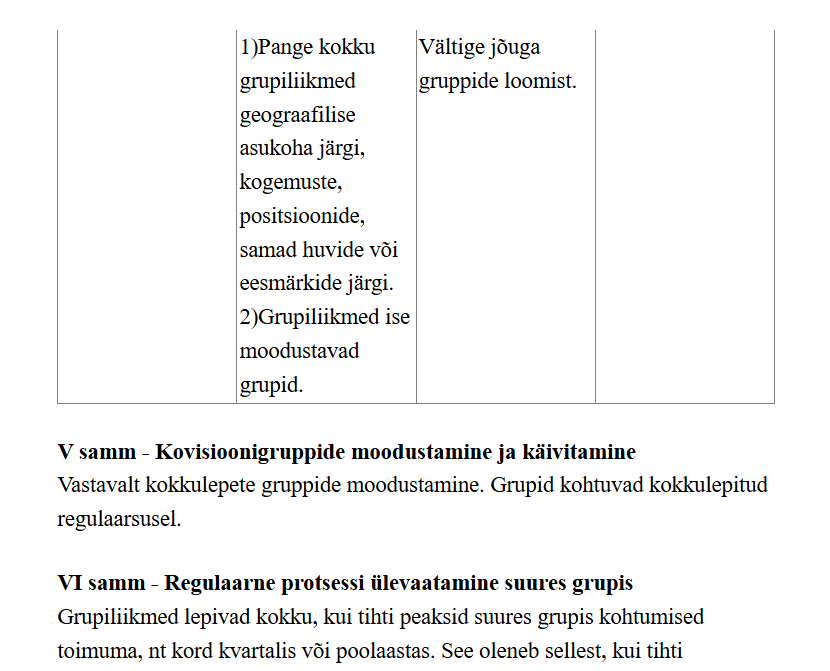 1)Pange kokku
grupiliikmed
geograafilise
asukoha järgi,
kogemuste,
positsioonide,
samad huvide või
eesmärkide järgi.
2)Grupiliikmed ise
moodustavad
grupid.
Vältige jõuga
gruppide loomist.
V samm - Kovisioonigruppide moodustamine ja käivitamine
Vastavalt kokkulepete gruppide moodustamine. Grupid kohtuvad kokkulepitud
regulaarsusel.
VI samm - Regulaarne protsessi ülevaatamine suures grupis
Grupiliikmed lepivad kokku, kui tihti peaksid suures grupis kohtumised
toimuma, nt kord kvartalis või poolaastas. See oleneb sellest, kui tihti